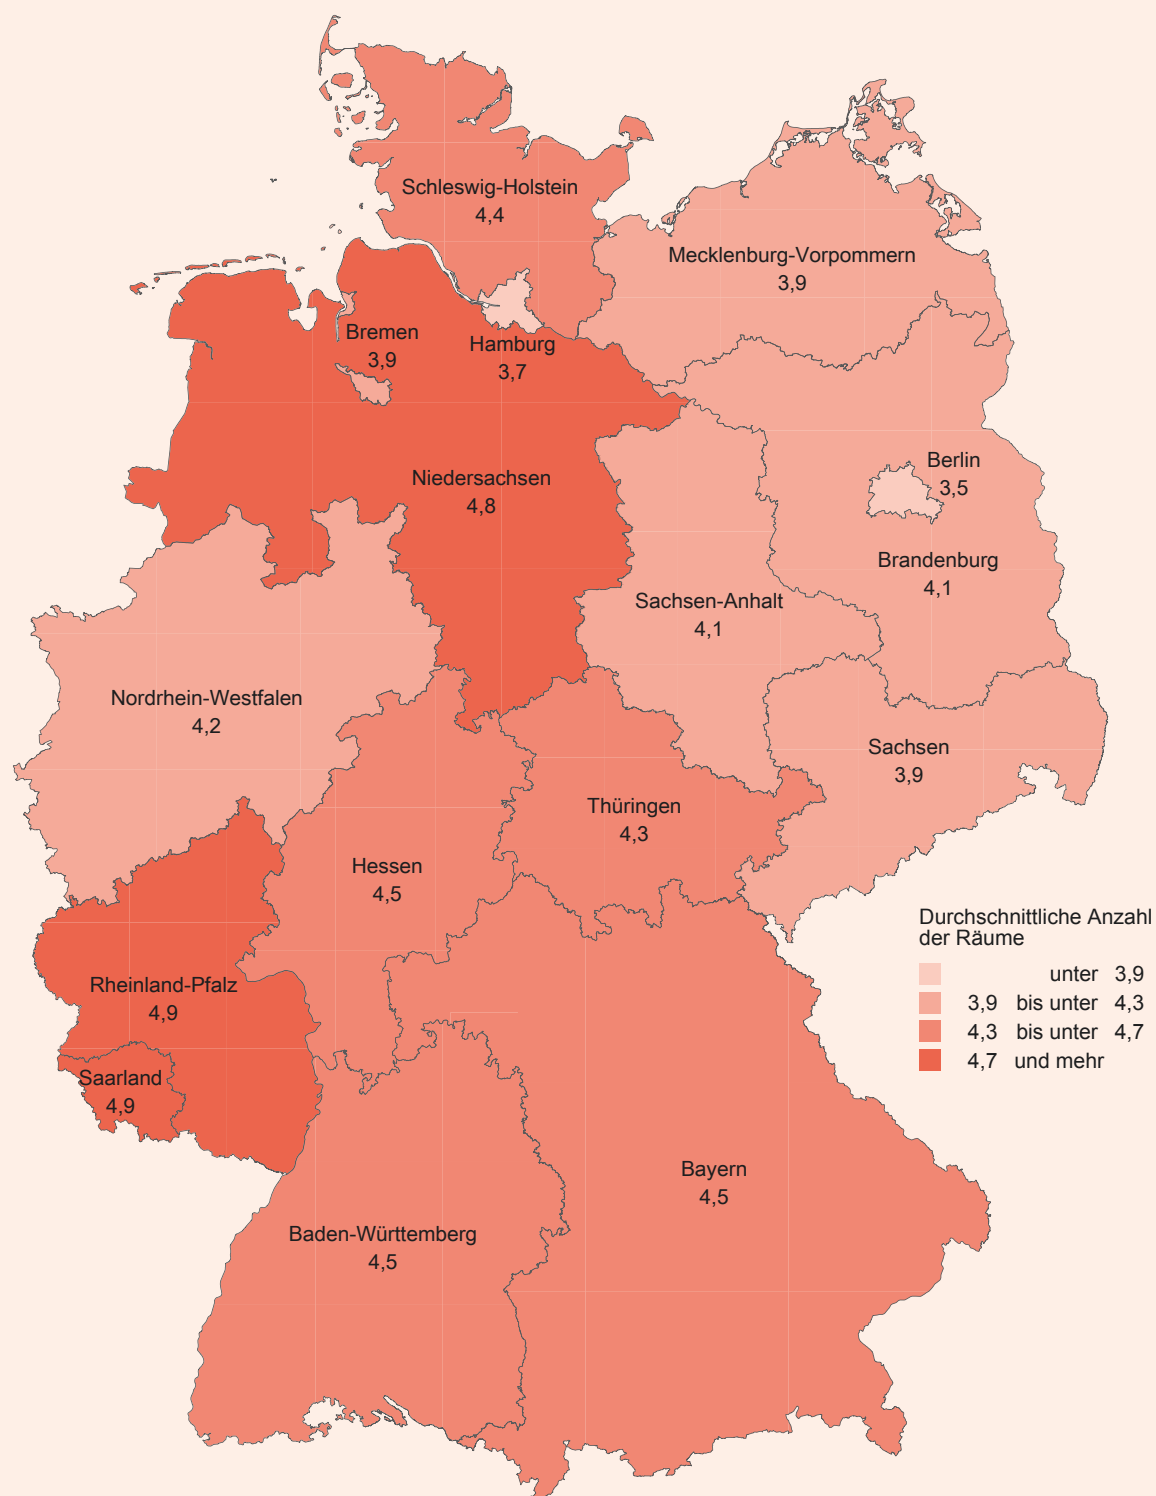 Schleswig-Holstein
4,4
Mecklenburg-Vorpommern
3,9
Bremen
3,9
Hamburg
3,7
Berlin
3,5
Niedersachsen
4,8
Brandenburg
4,1
Sachsen-Anhalt
4,1
Nordrhein-Westfalen
4,2
Sachsen
3,9
Thüringen
4,3
Hessen
4,5
Durchschnittliche Anzahl
der Räume
unter 3,9
3,9 bis unter 4,3
4,3 bis unter 4,7
4,7 und mehr
Rheinland-Pfalz
4,9
Saarland
4,9
Bayern
4,5
Baden-Württemberg
4,5